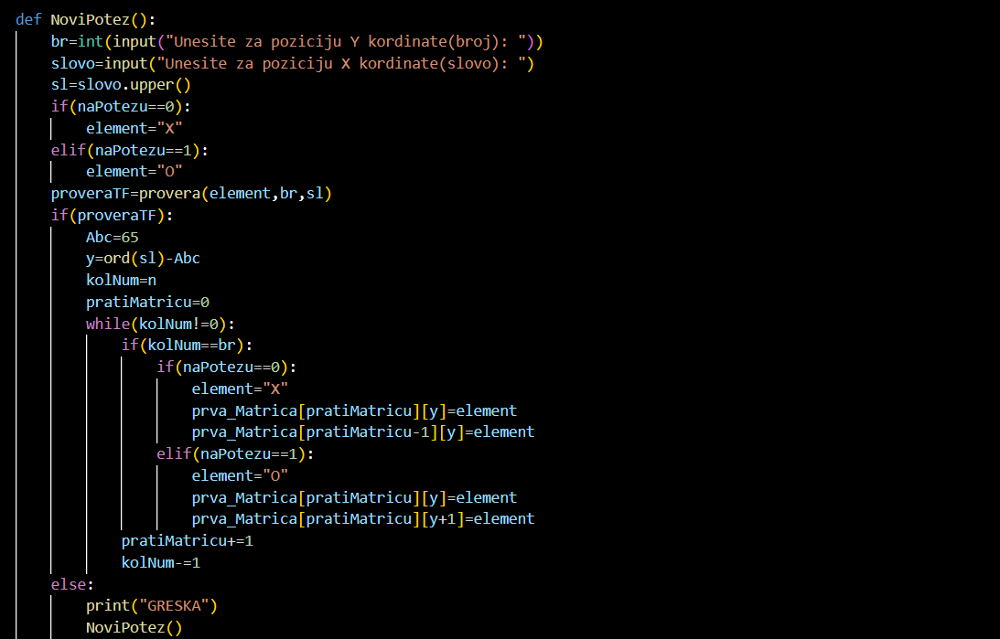 def NoviPotez():
    br=int(input("Unesite za poziciju Y kordinate(broj): "))
    slovo=input("Unesite za poziciju X kordinate(slovo): ")
    sl=slovo.upper()
    if(naPotezu==0):
        element="X"
    elif(naPotezu==1):
        element="O"
    proveraTF=provera(element,br,sl)
    if(proveraTF):
        Abc=65
        y=ord(sl)-Abc
        kolNum=n
        pratiMatricu=0
        while(kolNum!=0):
            if(kolNum==br):
                if(naPotezu==0):
                    element="X"
                    prva_Matrica[pratiMatricu][y]=element
                    prva_Matrica[pratiMatricu-1][y]=element
                elif(naPotezu==1):
                    element="O"
                    prva_Matrica[pratiMatricu][y]=element
                    prva_Matrica[pratiMatricu][y+1]=element
            pratiMatricu+=1
            kolNum-=1
    else:
        print("GRESKA")
        NoviPotez()